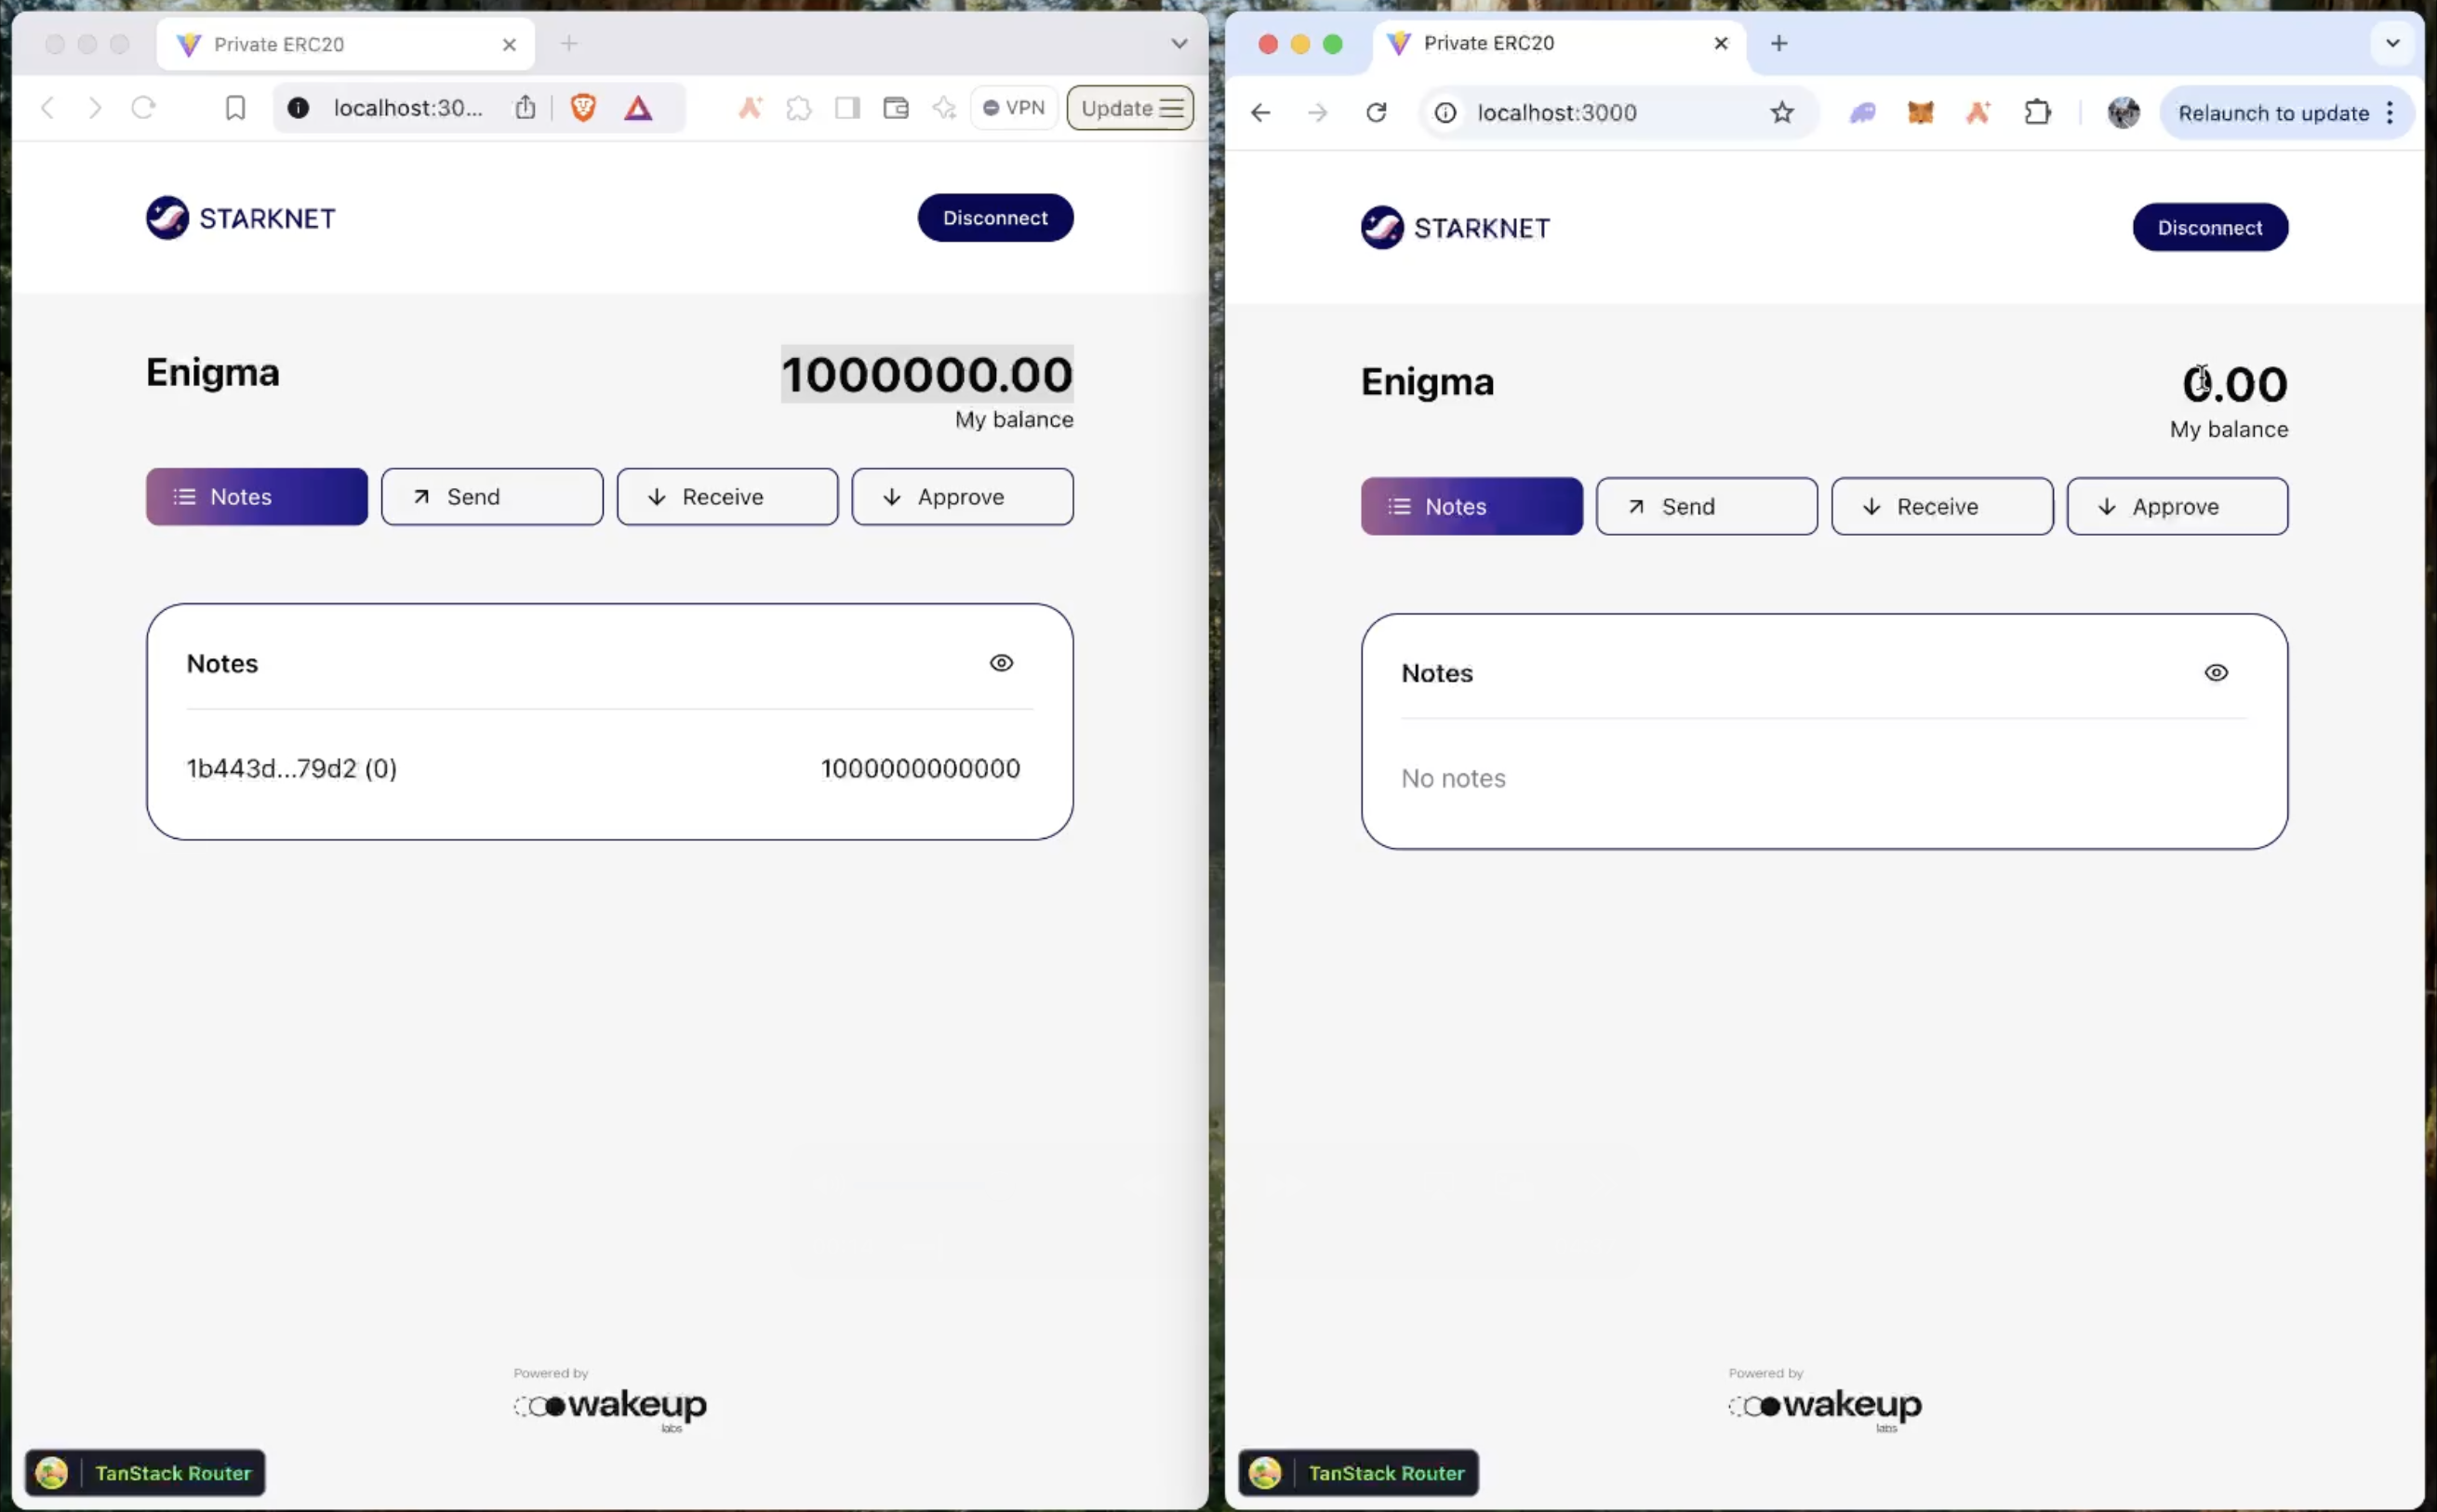 Private ERC20
localhost:30...
VPN
Update
STARKNET
Disconnect
Enigma
1000000.00
My balance
Notes
Send
Receive
Approve
Notes
1b443d...79d2 (0)
1000000000000
Powered by
wakeup
labs
TanStack Router
Private ERC20
localhost:3000
Relaunch to update
STARKNET
Disconnect
Enigma
0.00
My balance
Notes
Send
Receive
Approve
Notes
No notes
Powered by
wakeup
labs
TanStack Router